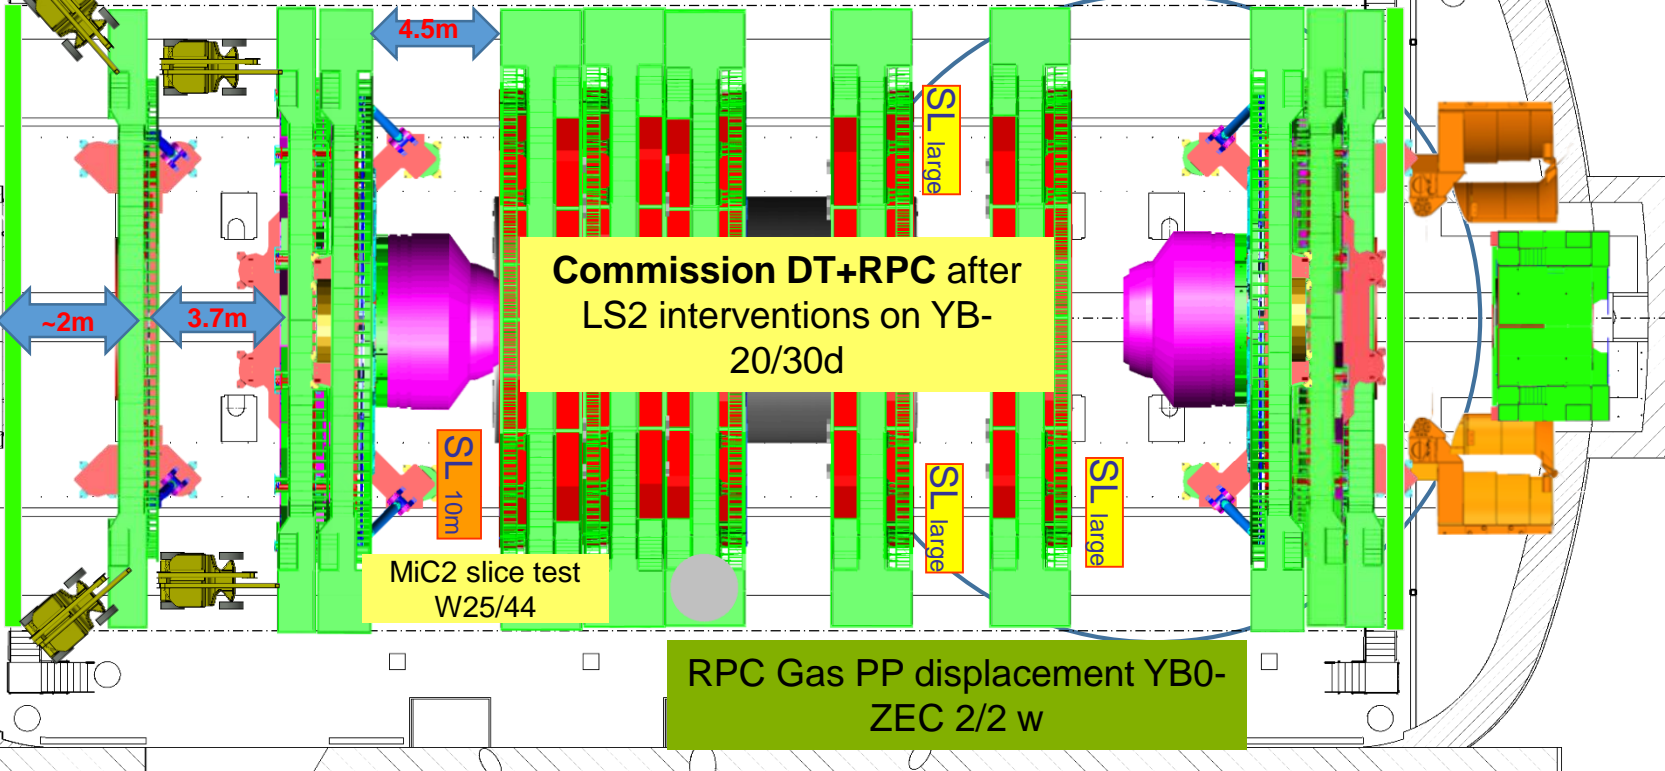 4.5m
SL large
Commission DT+RPC after
LS2 interventions on YB-
20/30d
~2m
3.7m
SL 10m
SL large
SL large
MiC2 slice test
W25/44
RPC Gas PP displacement YB0-
ZEC 2/2 w